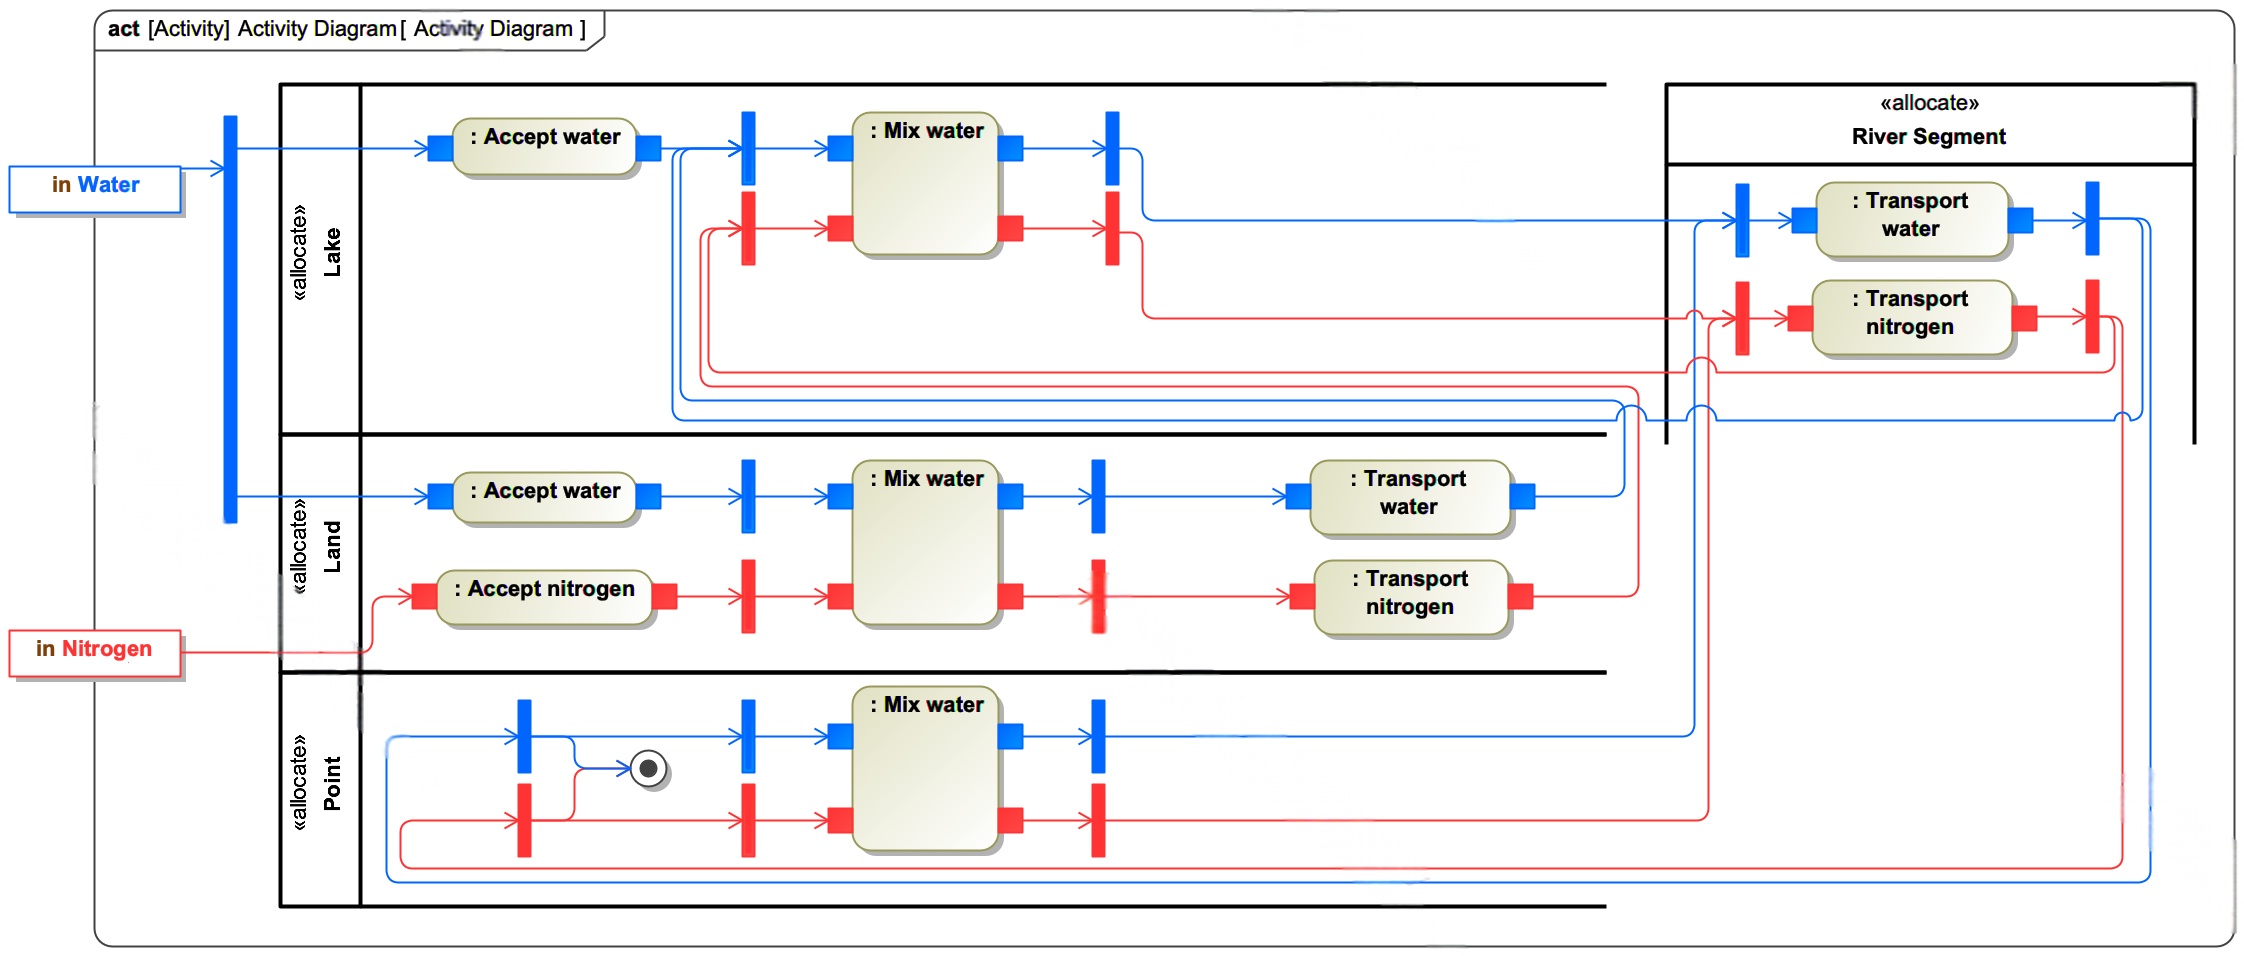 act [Activity] Activity Diagram[ Activity Diagram ]
in Water
in Nitrogen
«allocate»
Lake
: Accept water
: Mix water
«allocate»
River Segment
: Transport
water
: Transport
nitrogen
«allocate»
Land
: Accept water
: Accept nitrogen
: Mix water
: Transport
water
: Transport
nitrogen
«allocate»
Point
: Mix water